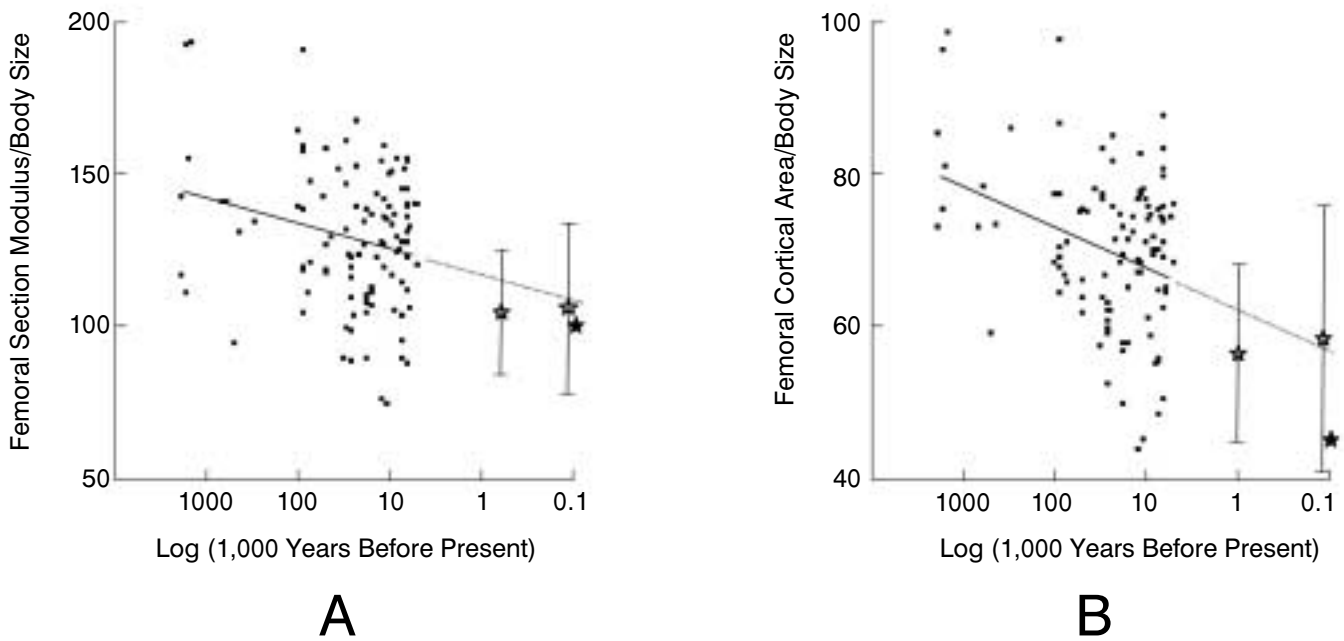 Femoral Section Modulus/Body Size
200
150
100
50
1000 100 10 1 0.1
Log (1,000 Years Before Present)
A
Femoral Cortical Area/Body Size
100
80
60
40
1000 100 10 1 0.1
Log (1,000 Years Before Present)
B